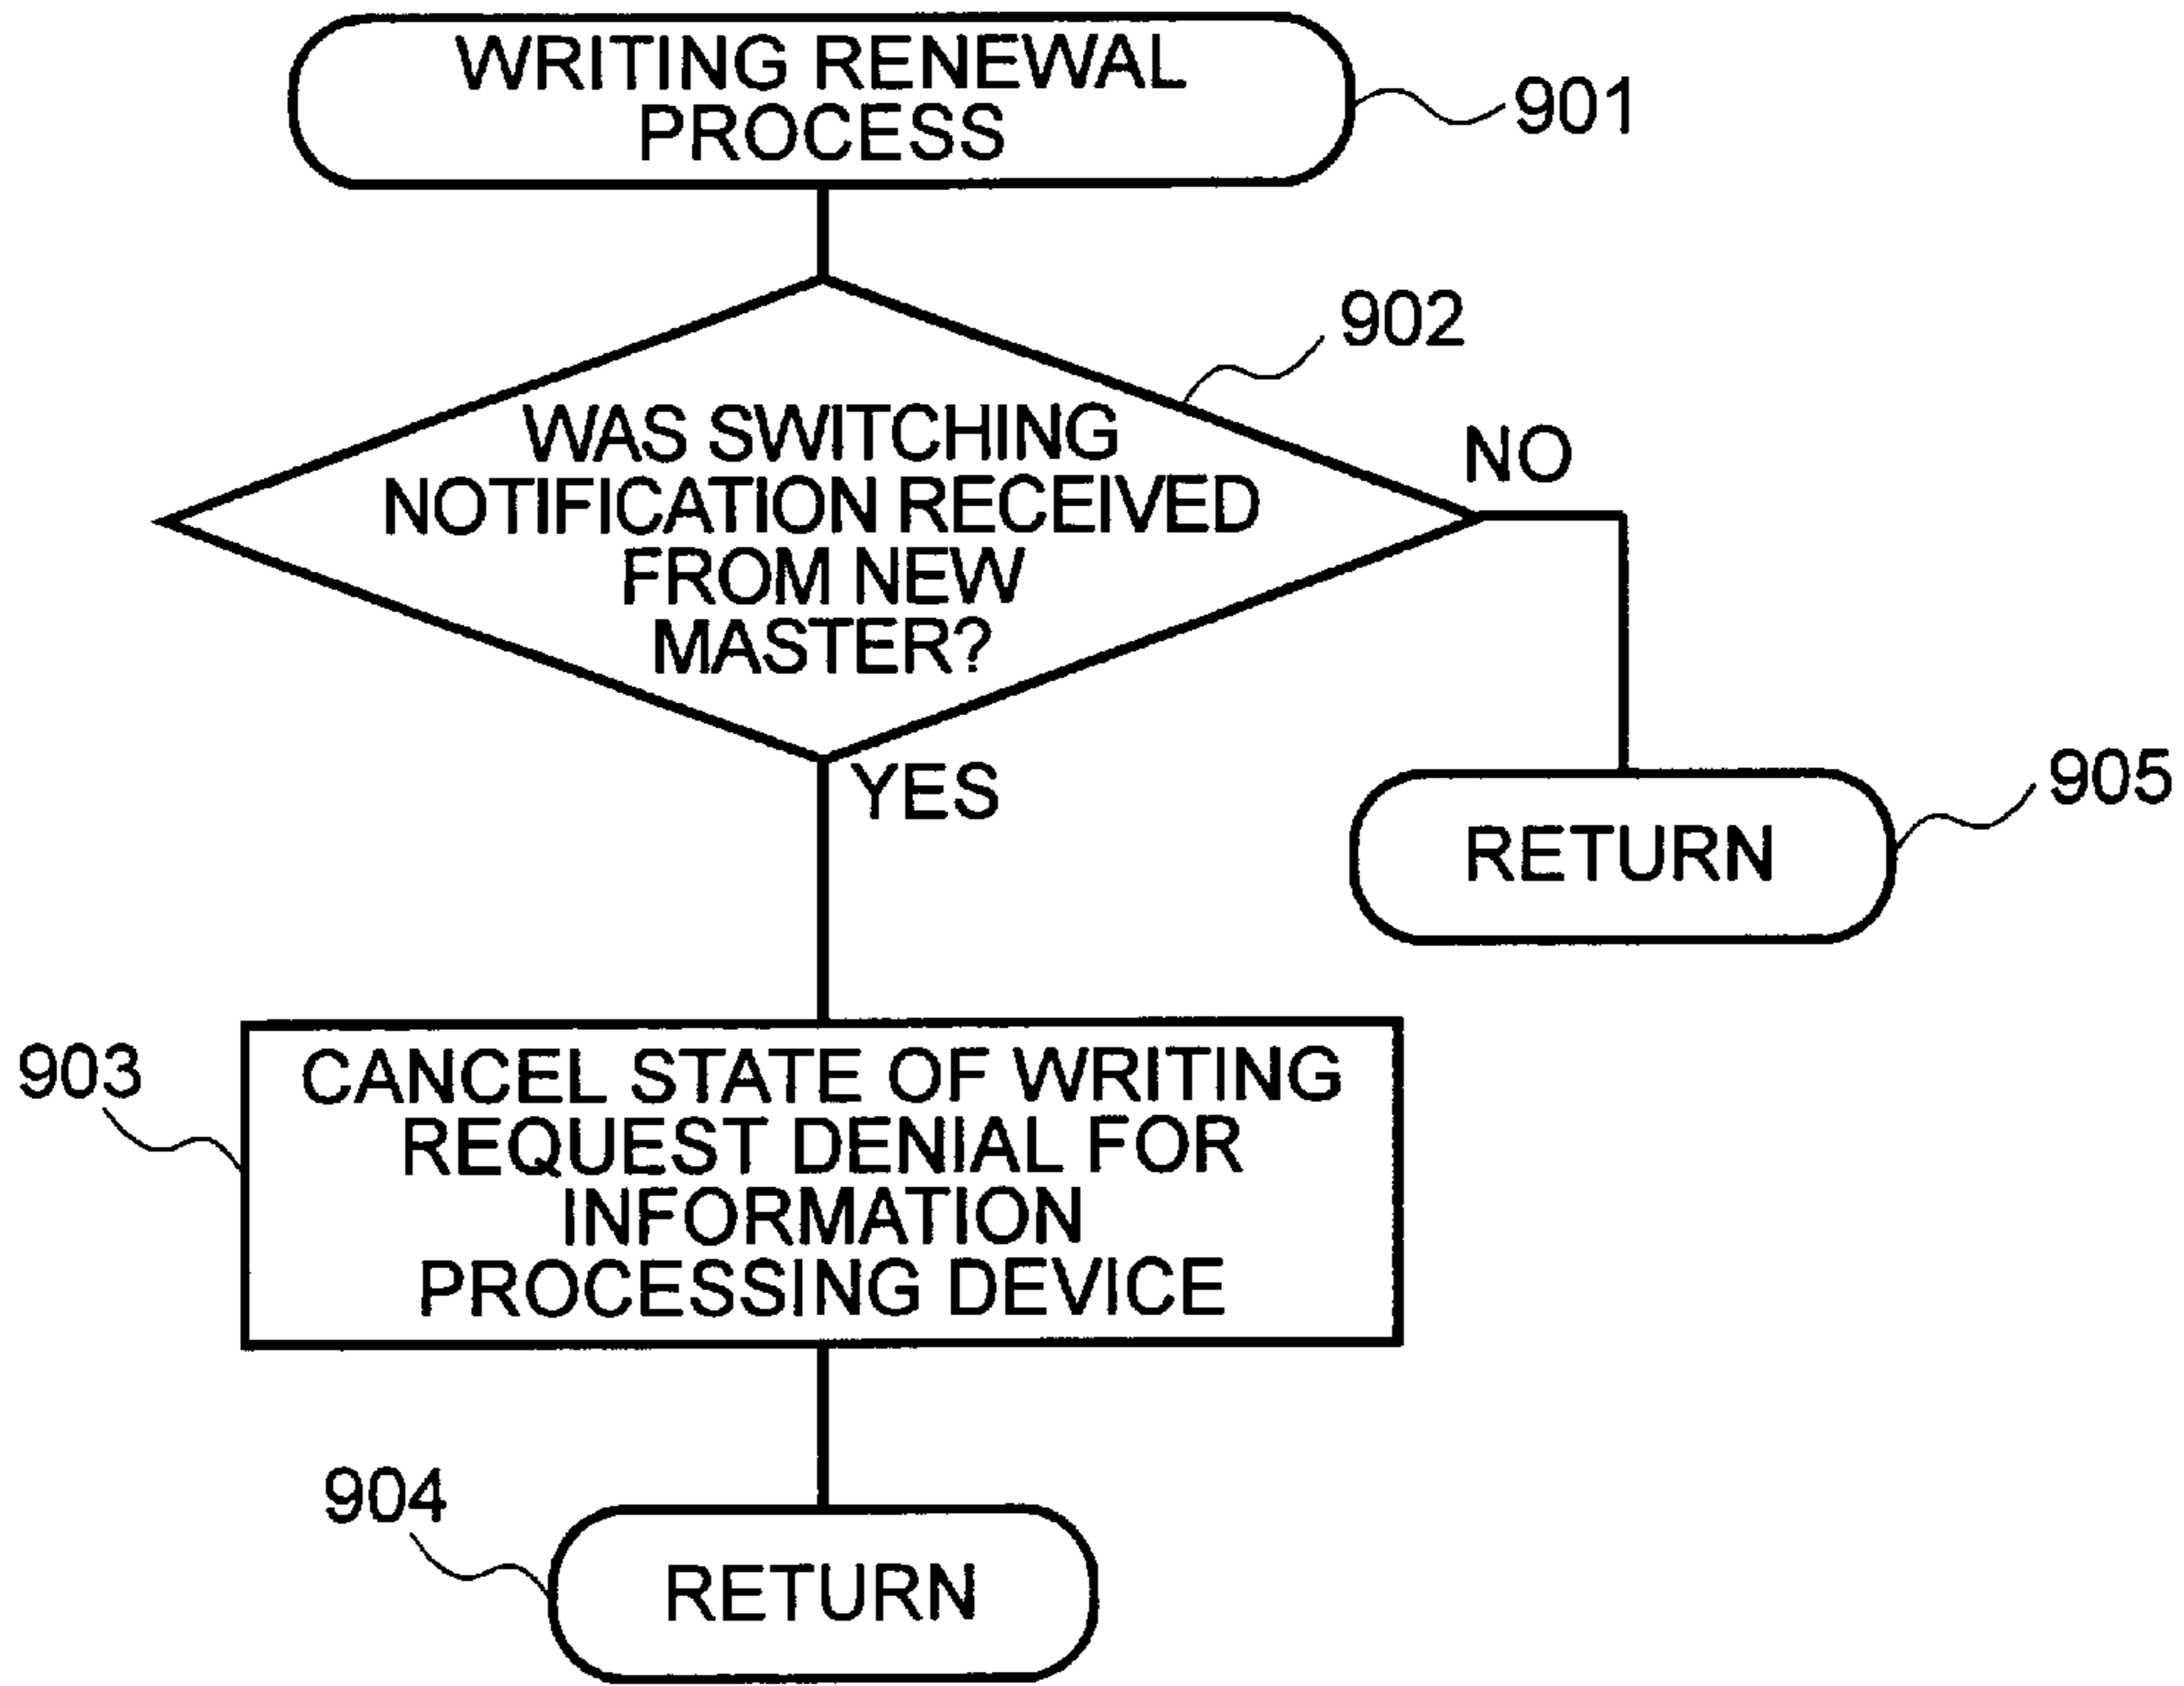 WRITING RENEWAL
PROCESS
901
902
WAS SWITCHING
NOTIFICATION RECEIVED
FROM NEW
MASTER?
NO
YES
905
RETURN
903
CANCEL STATE OF WRITING
REQUEST DENIAL FOR
INFORMATION
PROCESSING DEVICE
904
RETURN